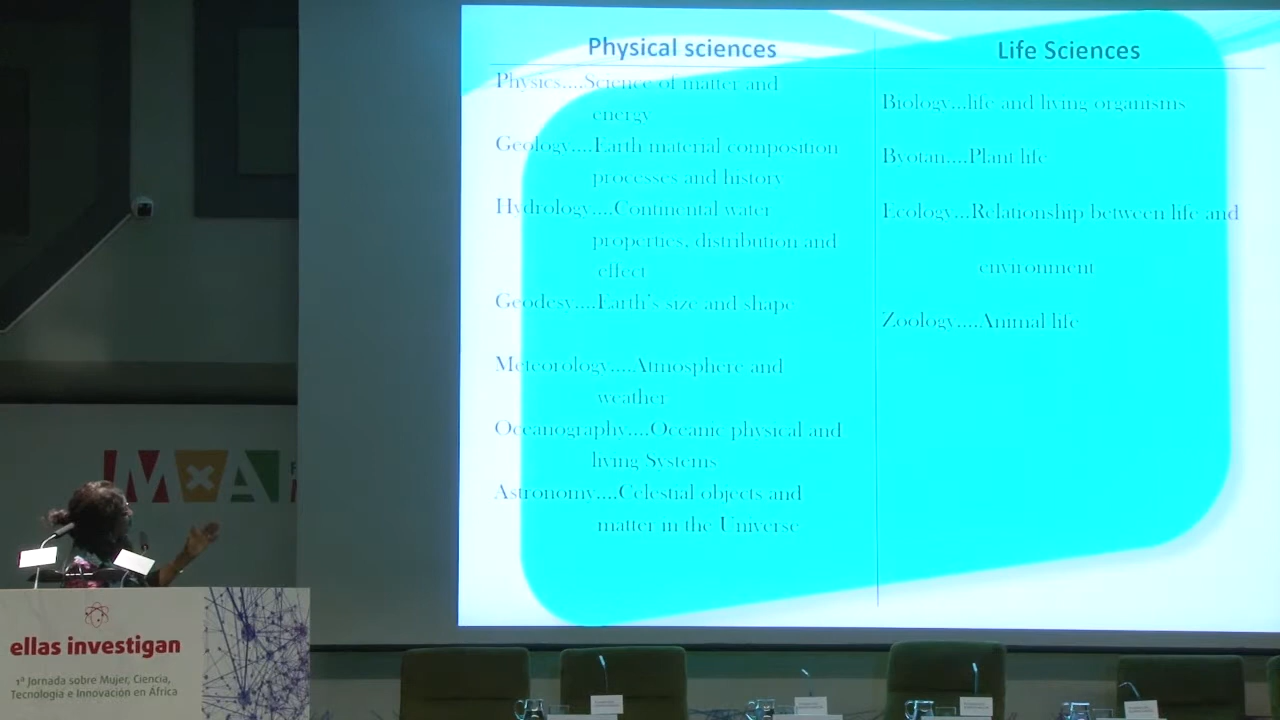 Physical sciences
Physics....Science of matter and
energy
Geology....Earth material composition
processes and history
Hydrology....Continental water
properties, distribution and
effect
Geodesy....Earth's size and shape
Meteorology....Atmosphere and
weather
Oceanography....Oceanic physical and
living Systems
Astronomy....Celestial objects and
matter in the Universe
Life Sciences
Biology...life and living organisms
Byotan....Plant life
Ecology...Relationship between life and
environment
Zoology....Animal life
MxA
ellas investigan
1ª Jornada sobre Mujer, Ciencia,
Tecnología e Innovación en África